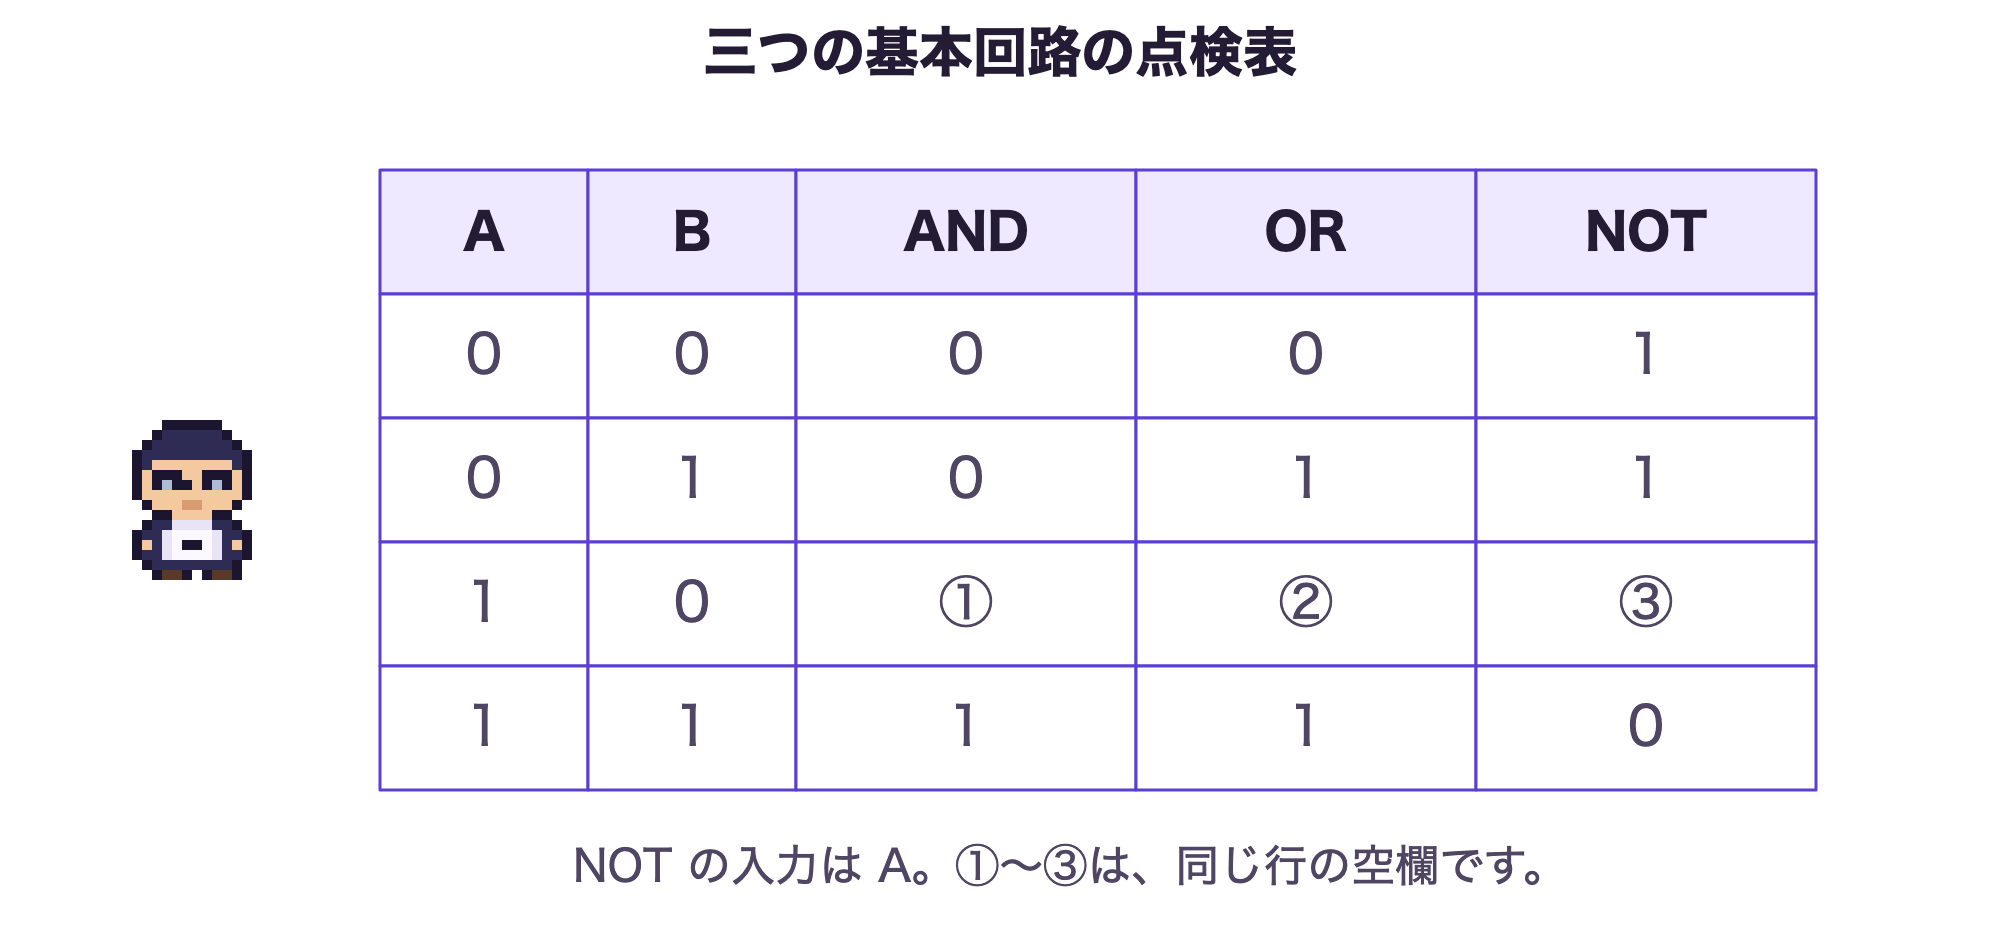 三つの基本回路の点検表
A B AND OR NOT
0 0 0 0 1
0 1 0 1 1
1 0 ① ② ③
1 1 1 1 0
NOT の入力は A。①〜③は、同じ行の空欄です。